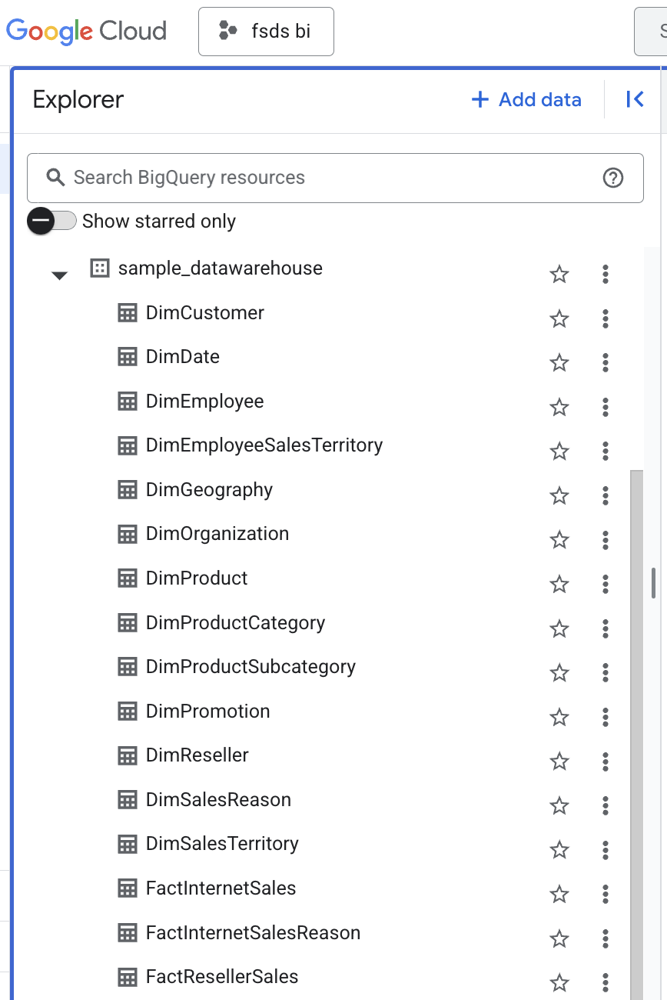 Google Cloud
fsds bi
S
Explorer
+ Add data
Search BigQuery resources
Show starred only
sample_datawarehouse
DimCustomer
DimDate
DimEmployee
DimEmployeeSalesTerritory
DimGeography
DimOrganization
DimProduct
DimProductCategory
DimProductSubcategory
DimPromotion
DimReseller
DimSalesReason
DimSalesTerritory
FactInternetSales
FactInternetSalesReason
FactResellerSales